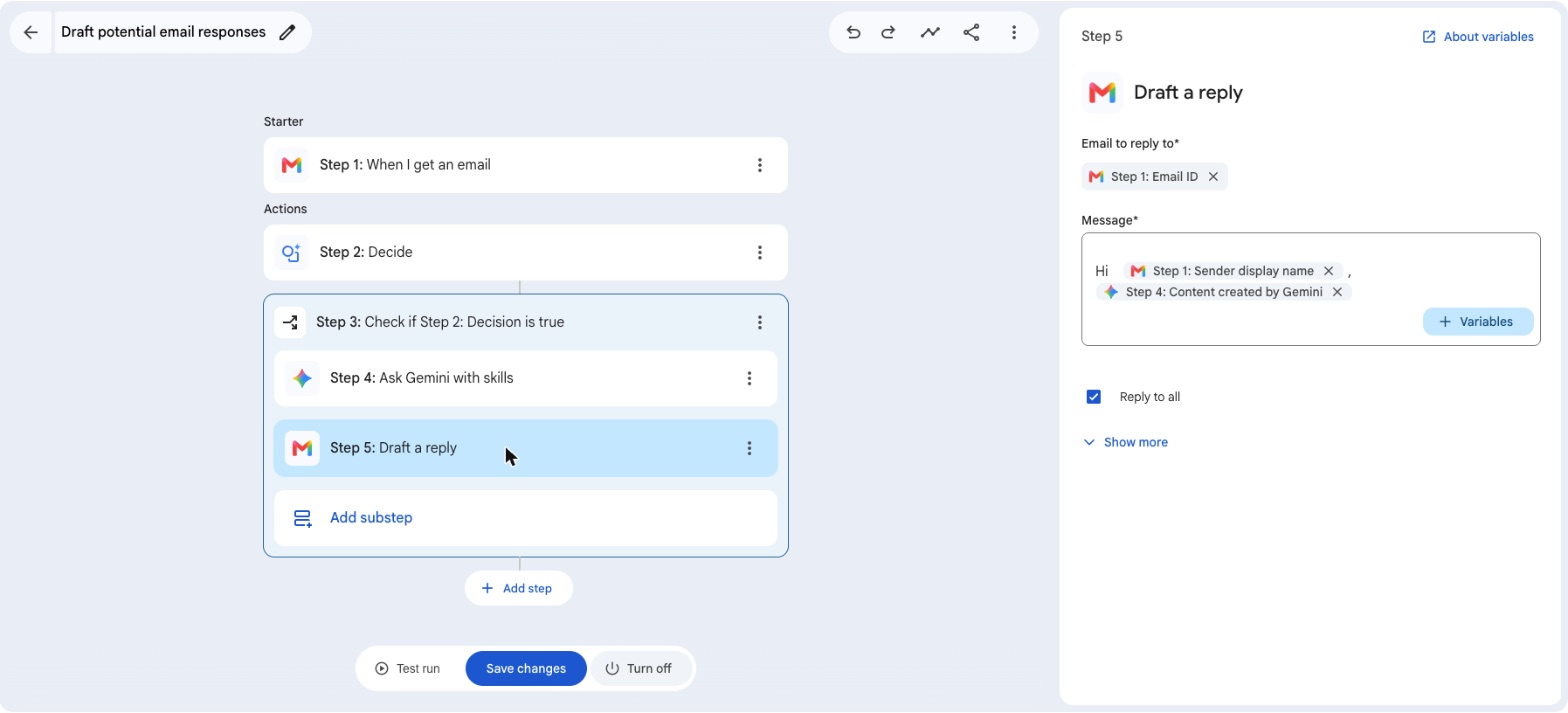 Draft potential email responses
Starter
Step 1: When I get an email
Actions
Step 2: Decide
Step 3: Check if Step 2: Decision is true
Step 4: Ask Gemini with skills
Step 5: Draft a reply
Add substep
+ Add step
Test run
Save changes
Turn off
Step 5
About variables
Draft a reply
Email to reply to*
Step 1: Email ID
Message*
Hi Step 1: Sender display name ,
Step 4: Content created by Gemini
+ Variables
Reply to all
Show more